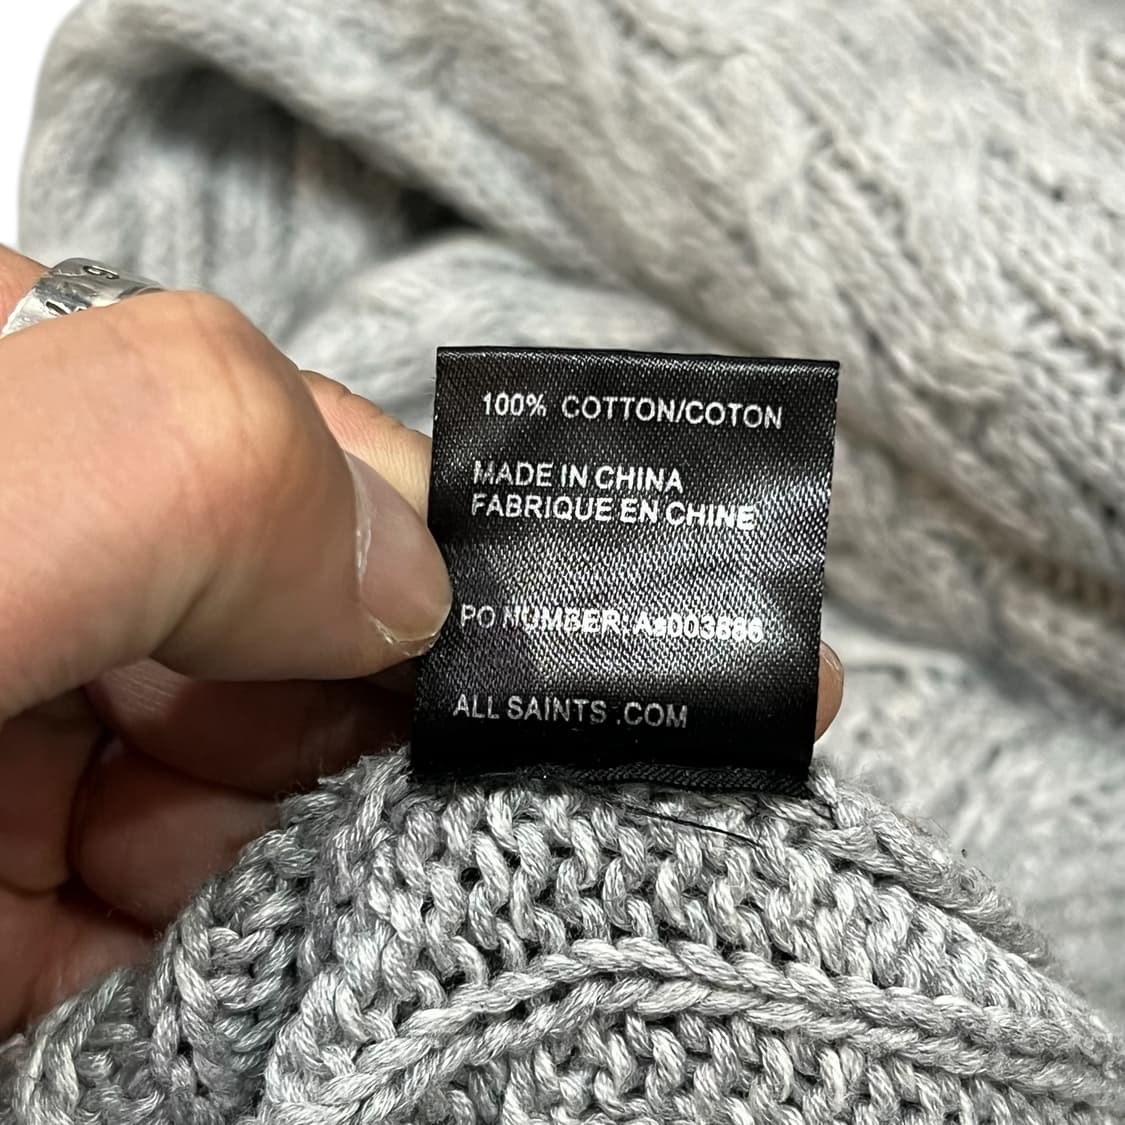 100% COTTON/COTON
MADE IN CHINA
FABRIQUE EN CHINE
PO NUMBER: As003886
ALL SAINTS .COM